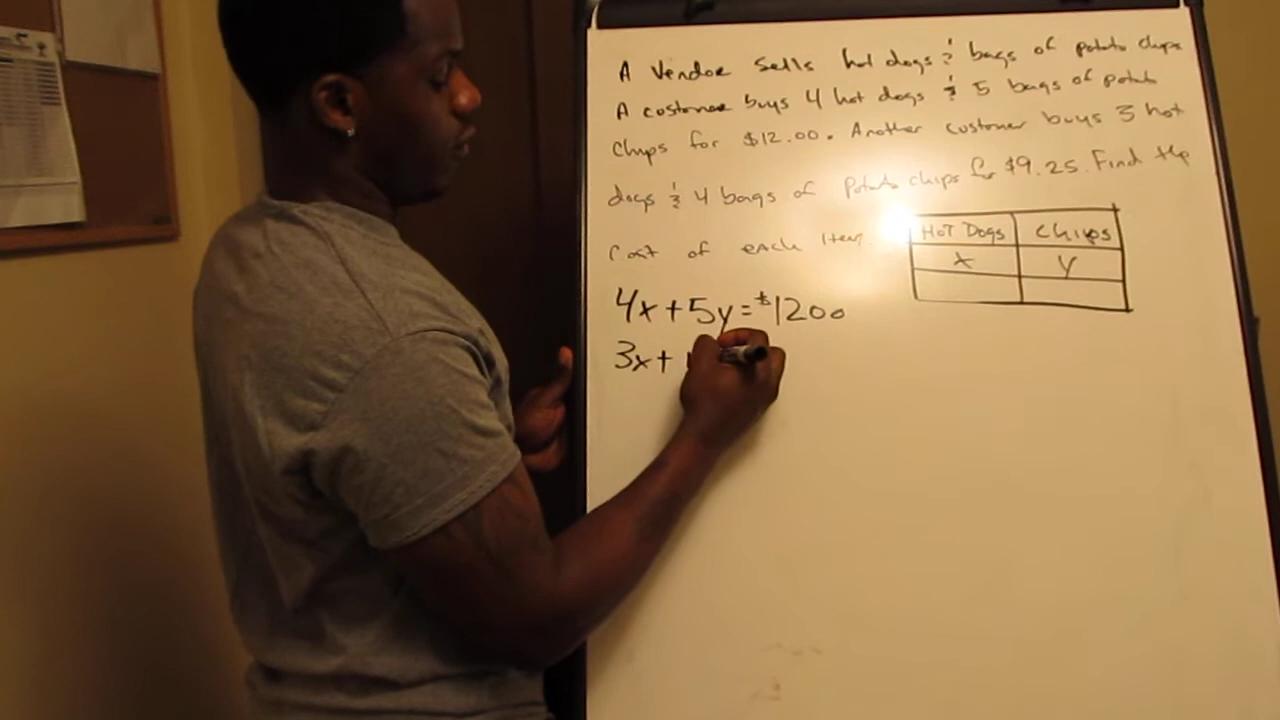 A Vendor Sells hot dogs & bags of potato chips
A costomer buys 4 hot dogs & 5 bags of potato
Chips for $12.00. Another customer buys 3 hot
dogs & 4 bags of Potato chips for $9.25. Find the
Cost of each Item.
HOT DOGS Chips
x y
4x+5y=$1200
3x+